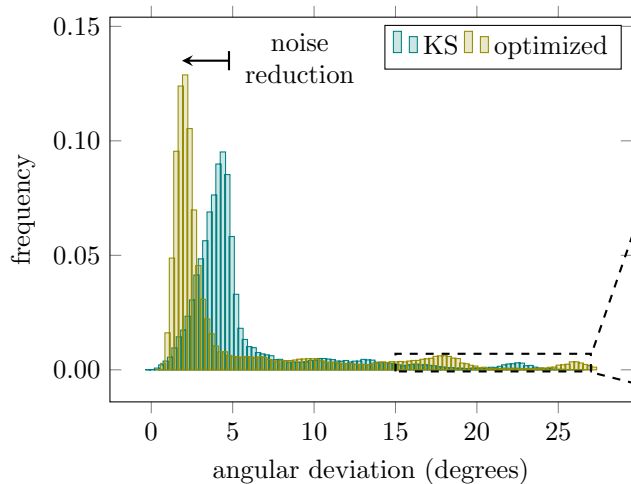 0.15
noise
reduction
KS optimized
0.10
0.05
0.00
frequency
0 5 10 15 20 25
angular deviation (degrees)